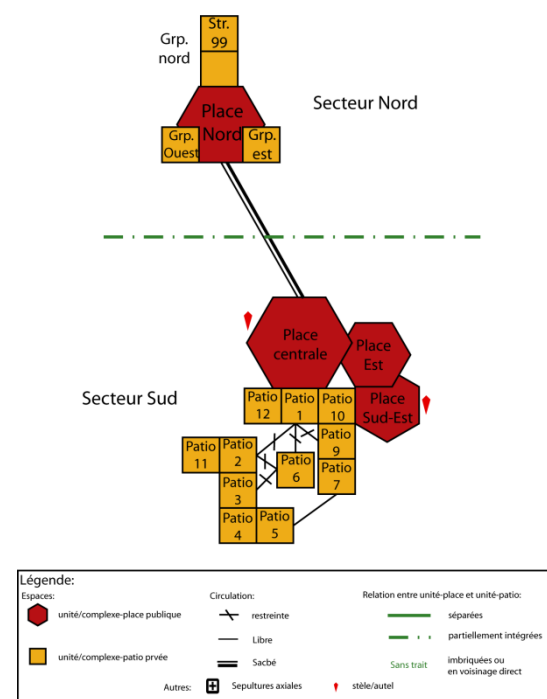 Str.
99
Grp.
nord
Secteur Nord
Place
Nord
Grp.
Ouest
Grp.
est
Place
centrale
Place
Est
Secteur Sud
Patio
12
Patio
1
Patio
10
Place
Sud-Est
Patio
11
Patio
2
Patio
9
Patio
6
Patio
7
Patio
3
Patio
4
Patio
5
Légende:
Espaces:
Circulation:
Relation entre unité-place et unité-patio:
unité/complexe-place publique
restreinte
séparées
Libre
partiellement intégrées
unité/complexe-patio prvée
Sacbé
Sans trait
imbriquées ou
en voisinage direct
Autres:
Sepultures axiales
stèle/autel